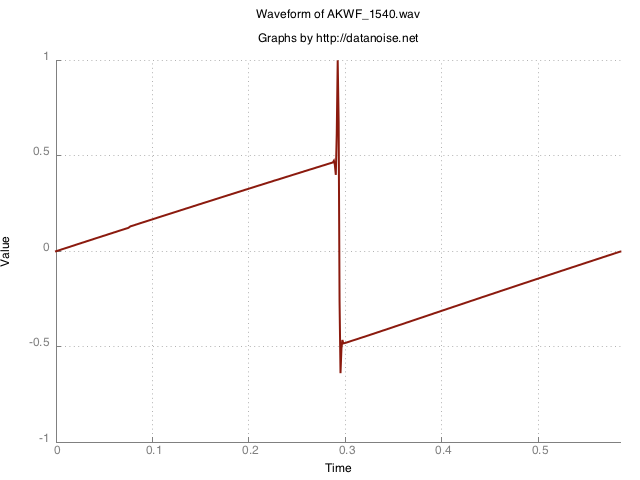 Waveform of AKWF_1540.wav
Graphs by http://datanoise.net
1
0.5
0
-0.5
-1
Value
0 0.1 0.2 0.3 0.4 0.5
Time